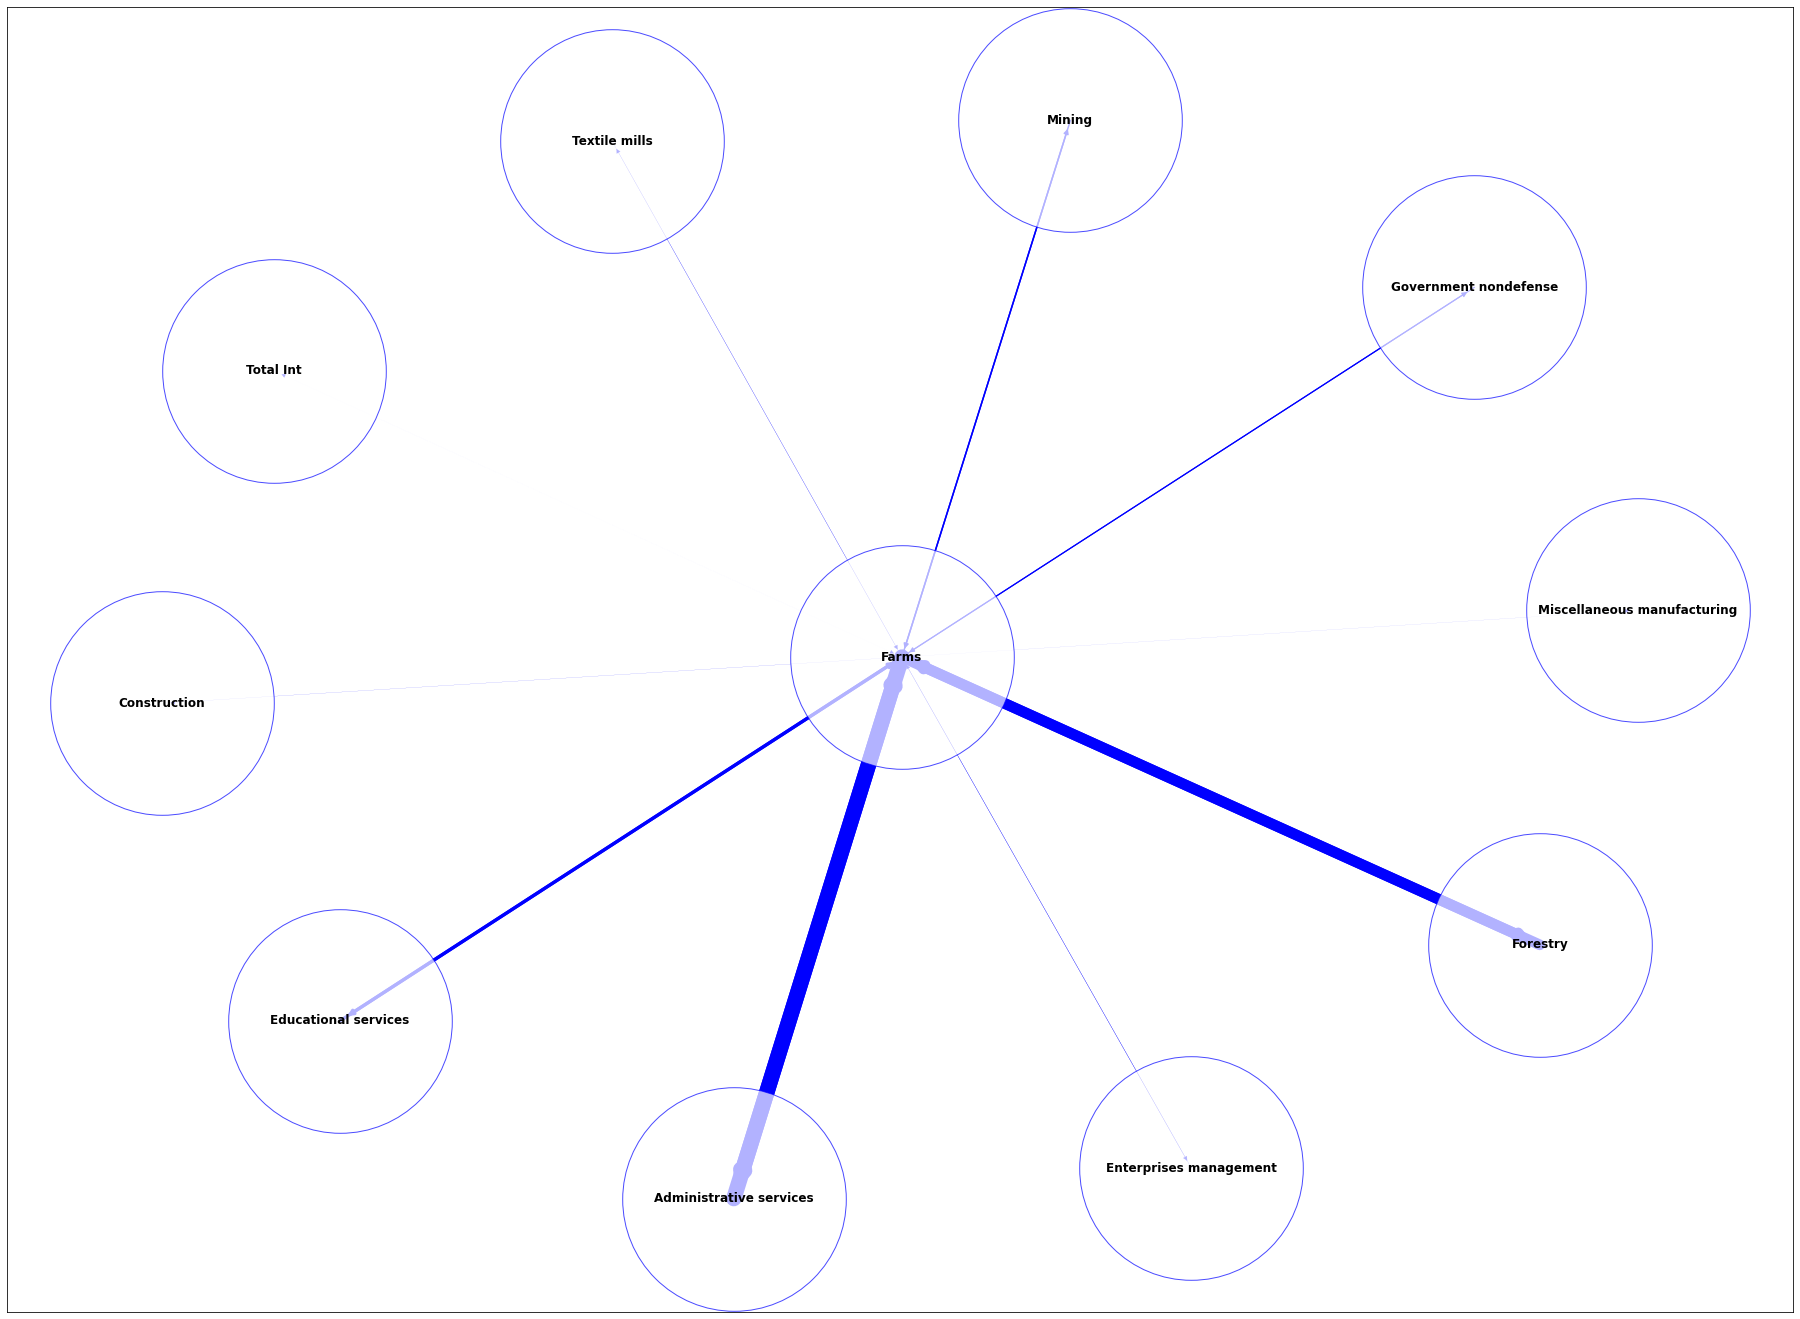 Mining
Textile mills
Government nondefense
Total Int
Miscellaneous manufacturing
Farms
Construction
Forestry
Educational services
Enterprises management
Administrative services